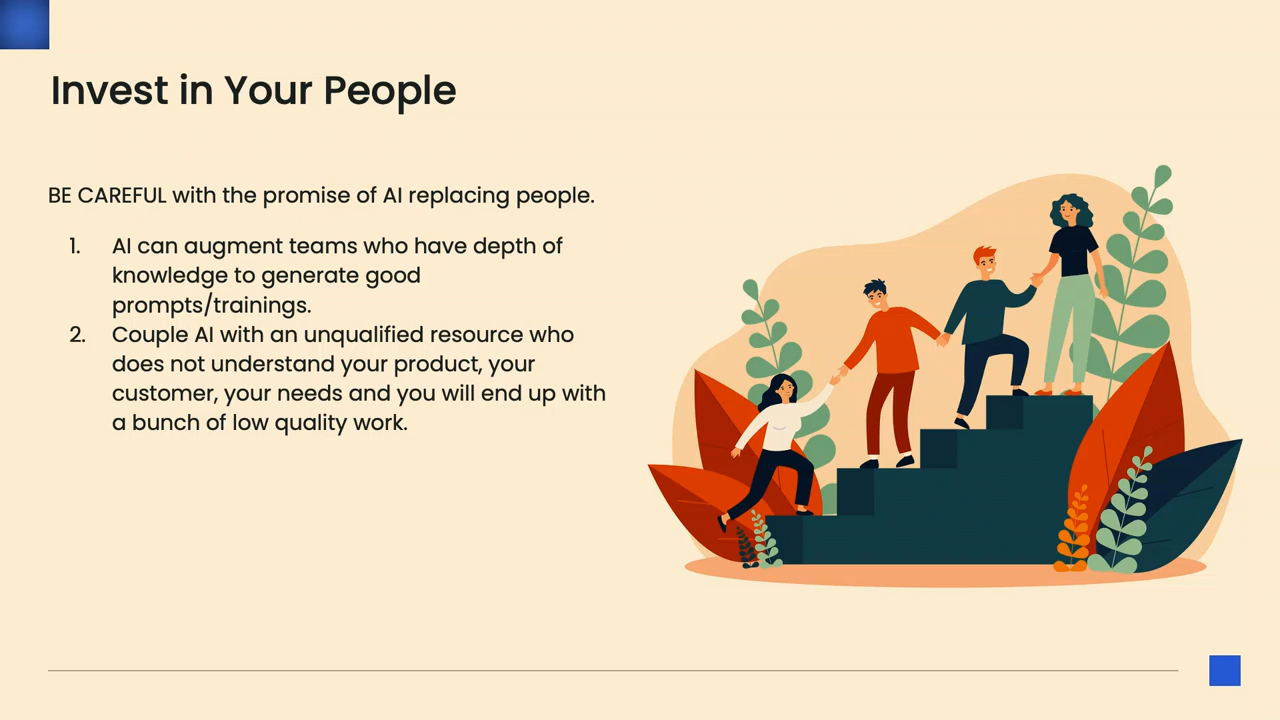 Invest in Your People
BE CAREFUL with the promise of AI replacing people.
1. AI can augment teams who have depth of
knowledge to generate good
prompts/trainings.
2. Couple AI with an unqualified resource who
does not understand your product, your
customer, your needs and you will end up with
a bunch of low quality work.